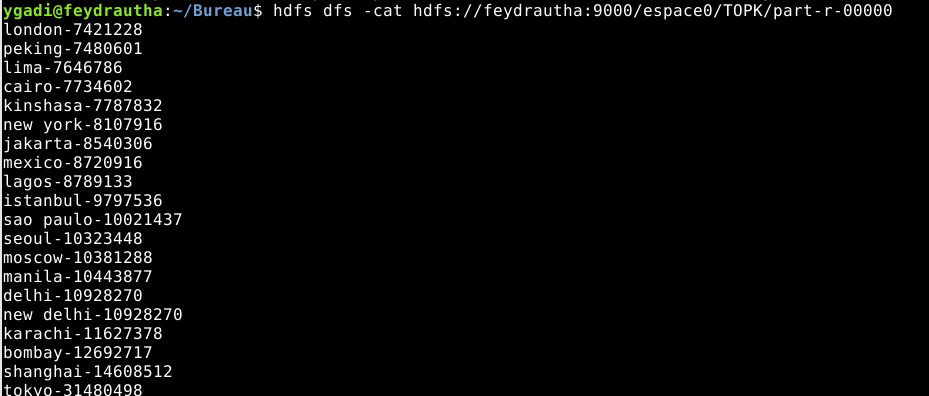 ygadi@feydrautha:~/Bureau$ hdfs dfs -cat hdfs://feydrautha:9000/espace0/TOPK/part-r-00000
london-7421228
peking-7480601
lima-7646786
cairo-7734602
kinshasa-7787832
new york-8107916
jakarta-8540306
mexico-8720916
lagos-8789133
istanbul-9797536
sao paulo-10021437
seoul-10323448
moscow-10381288
manila-10443877
delhi-10928270
new delhi-10928270
karachi-11627378
bombay-12692717
shanghai-14608512
tokyo-31480498